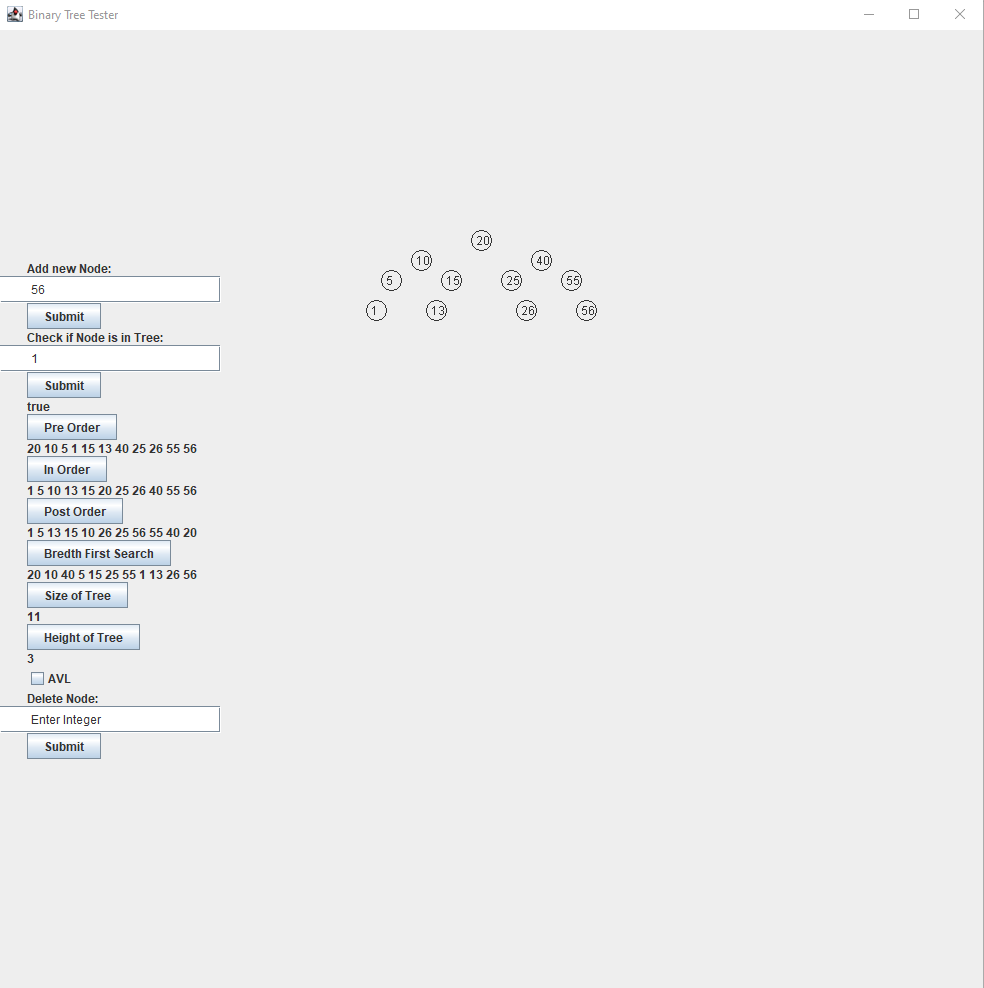 Binary Tree Tester
20
10 40
5 15 25 55
1 13 26 56
Add new Node:
56
Submit
Check if Node is in Tree:
1
Submit
true
Pre Order
20 10 5 1 15 13 40 25 26 55 56
In Order
1 5 10 13 15 20 25 26 40 55 56
Post Order
1 5 13 15 10 26 25 56 55 40 20
Bredth First Search
20 10 40 5 15 25 55 1 13 26 56
Size of Tree
11
Height of Tree
3
AVL
Delete Node:
Enter Integer
Submit